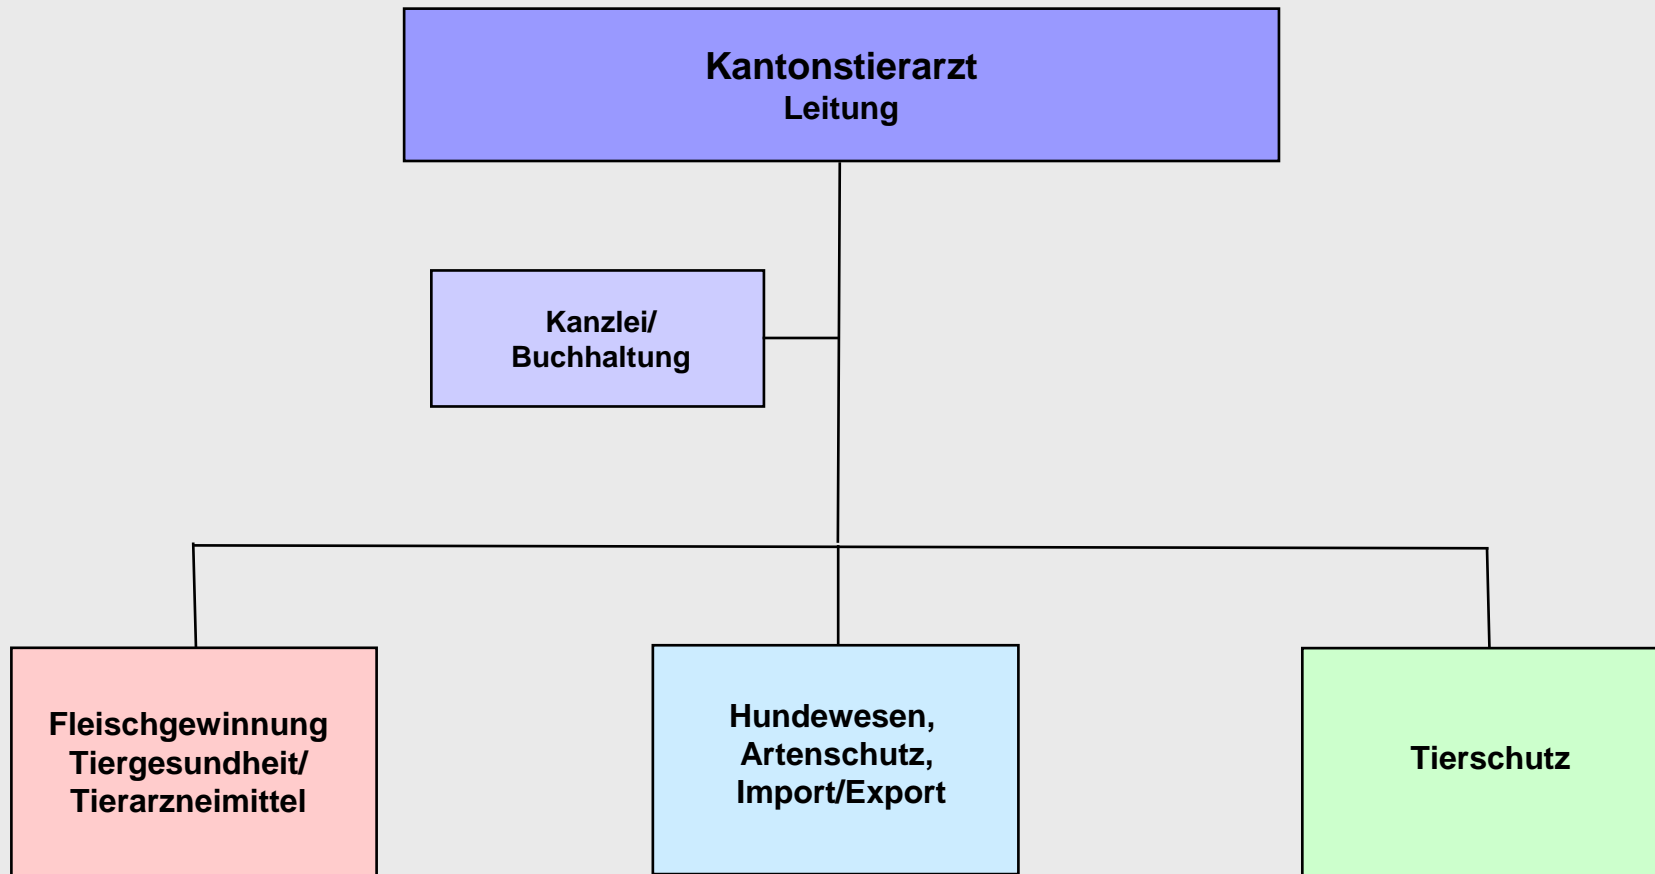 Kantonstierarzt
Leitung
Kanzlei/
Buchhaltung
Fleischgewinnung
Tiergesundheit/
Tierarzneimittel
Hundewesen,
Artenschutz,
Import/Export
Tierschutz